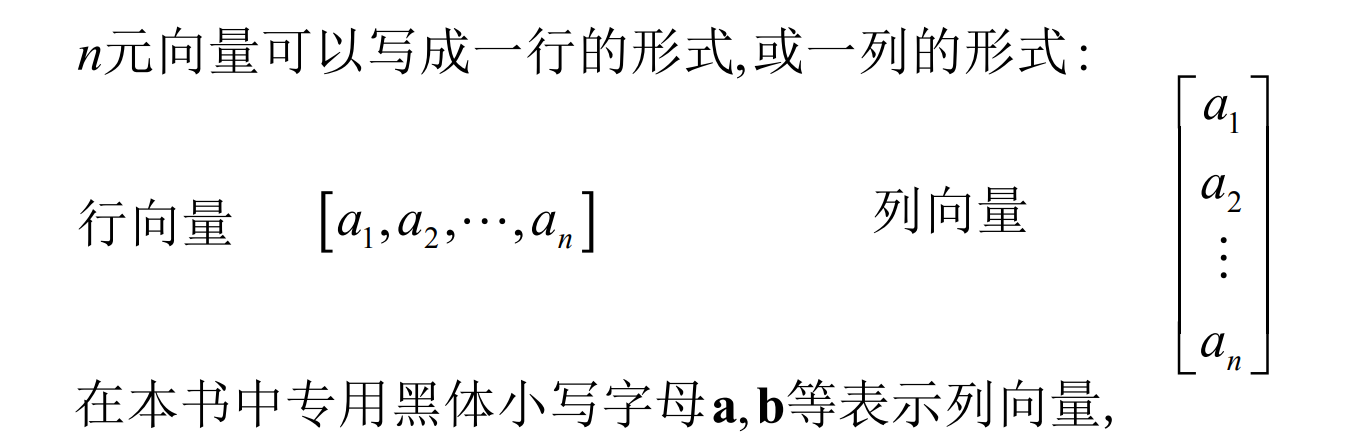 n元向量可以写成一行的形式,或一列的形式:
行向量 [a₁,a₂,⋯,aₙ] 列向量 [a₁
a₂
⋮
aₙ]
在本书中专用黑体小写字母a,b等表示列向量,